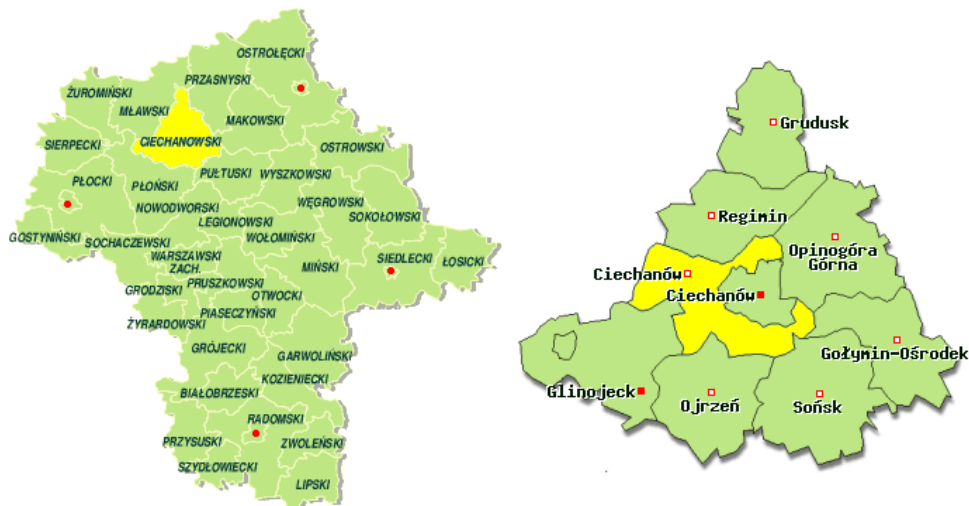 OSTROŁĘCKI
PRZASNYSKI
ŻUROMIŃSKI
MŁAWSKI
MAKOWSKI
CIECHANOWSKI
SIERPECKI
OSTROWSKI
PŁOCKI
PŁOŃSKI
PUŁTUSKI
WYSZKOWSKI
NOWODWORSKI
WĘGROWSKI
LEGIONOWSKI
SOKOŁOWSKI
GOSTYNIŃSKI
SOCHACZEWSKI
WOŁOMIŃSKI
WARSZAWSKI
ZACH.
MIŃSKI
SIEDLECKI
ŁOSICKI
GRODZISKI
PRUSZKOWSKI
OTWOCKI
PIASECZYŃSKI
ŻYRARDOWSKI
GRÓJECKI
GARWOLIŃSKI
KOZIENIECKI
BIAŁOBRZESKI
RADOMSKI
PRZYSUSKI
ZWOLEŃSKI
SZYDŁOWIECKI
LIPSKI
Grudusk
Regimin
Opinogóra
Górna
Ciechanów
Ciechanów
Gołymin-Ośrodek
Glinojeck
Ojrzeń
Sońsk